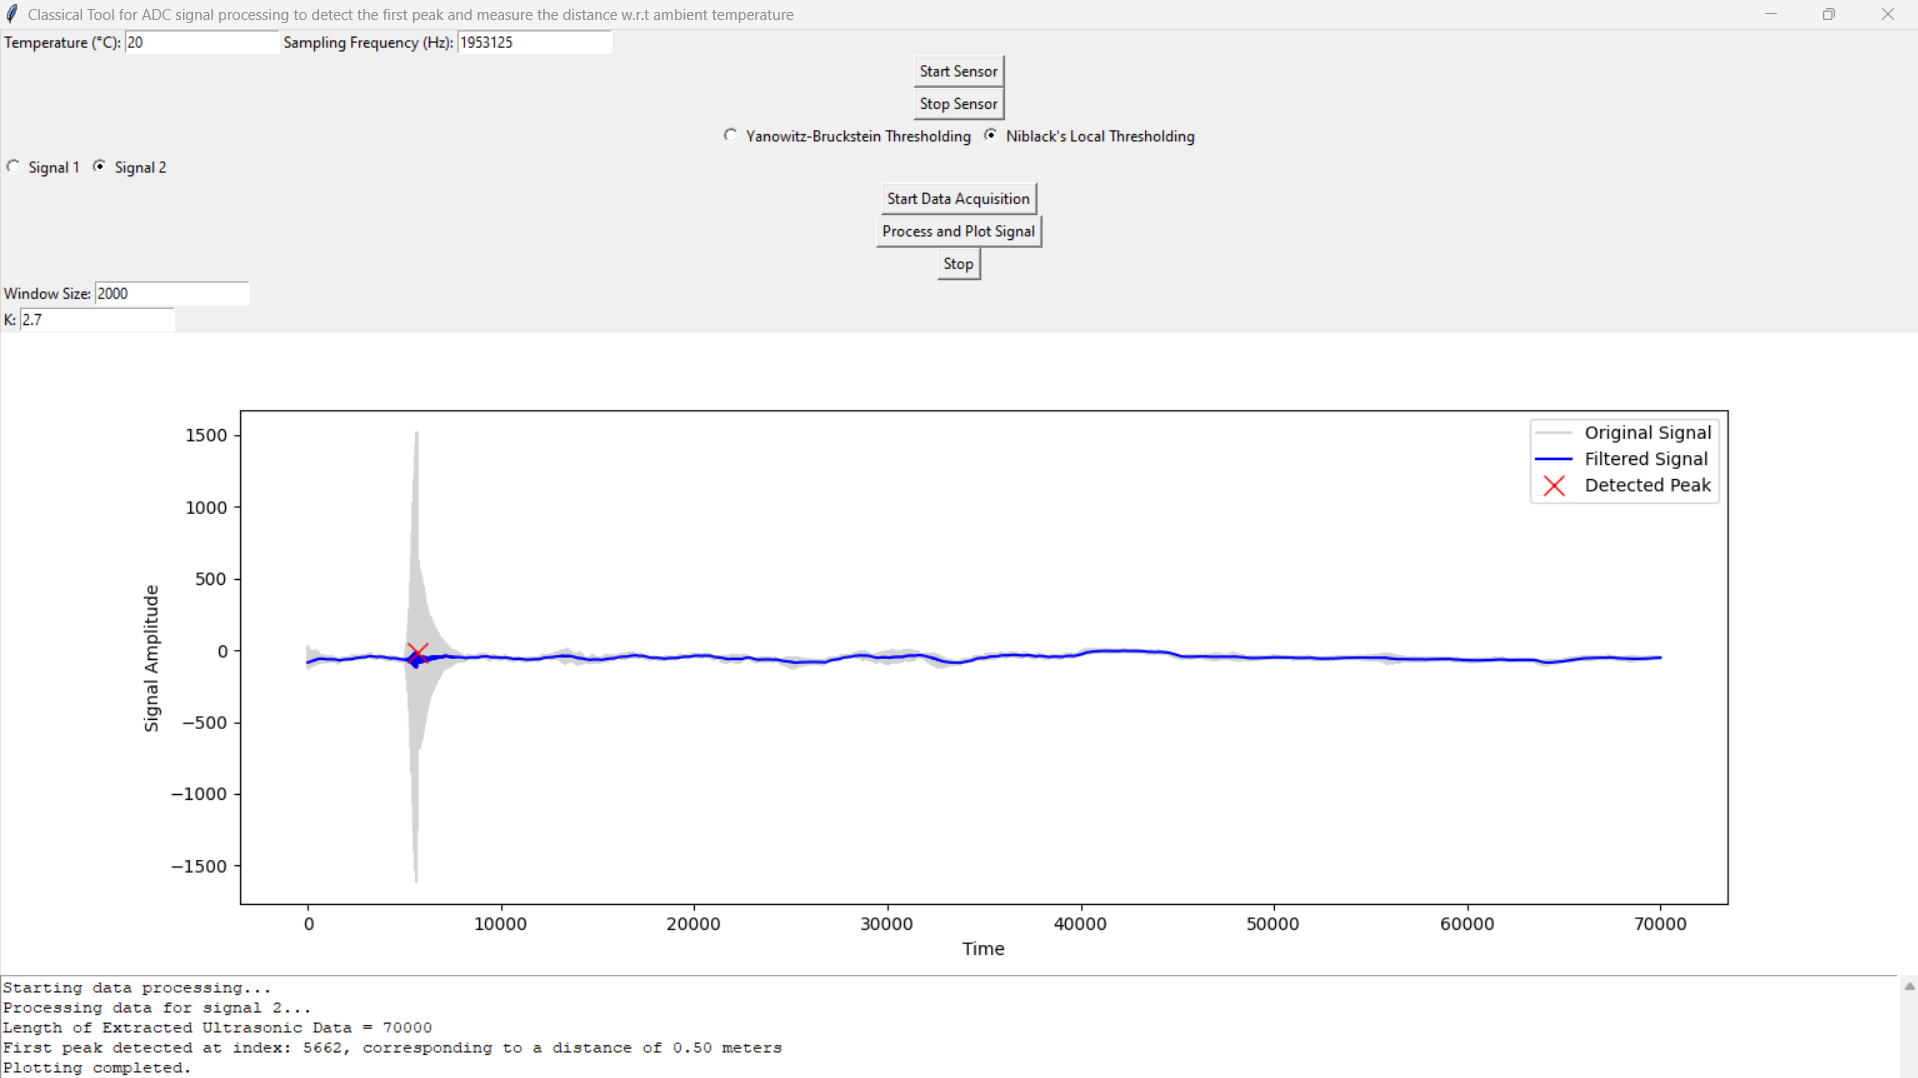 Classical Tool for ADC signal processing to detect the first peak and measure the distance w.r.t ambient temperature
Temperature (°C): 20 Sampling Frequency (Hz): 1953125
Start Sensor
Stop Sensor
Yanowitz-Bruckstein Thresholding Niblack's Local Thresholding
Signal 1 Signal 2
Start Data Acquisition
Process and Plot Signal
Stop
Window Size: 2000
K: 2.7
Original Signal
Filtered Signal
Detected Peak
Signal Amplitude
1500
1000
500
0
−500
−1000
−1500
0 10000 20000 30000 40000 50000 60000 70000
Time
Starting data processing...
Processing data for signal 2...
Length of Extracted Ultrasonic Data = 70000
First peak detected at index: 5662, corresponding to a distance of 0.50 meters
Plotting completed.